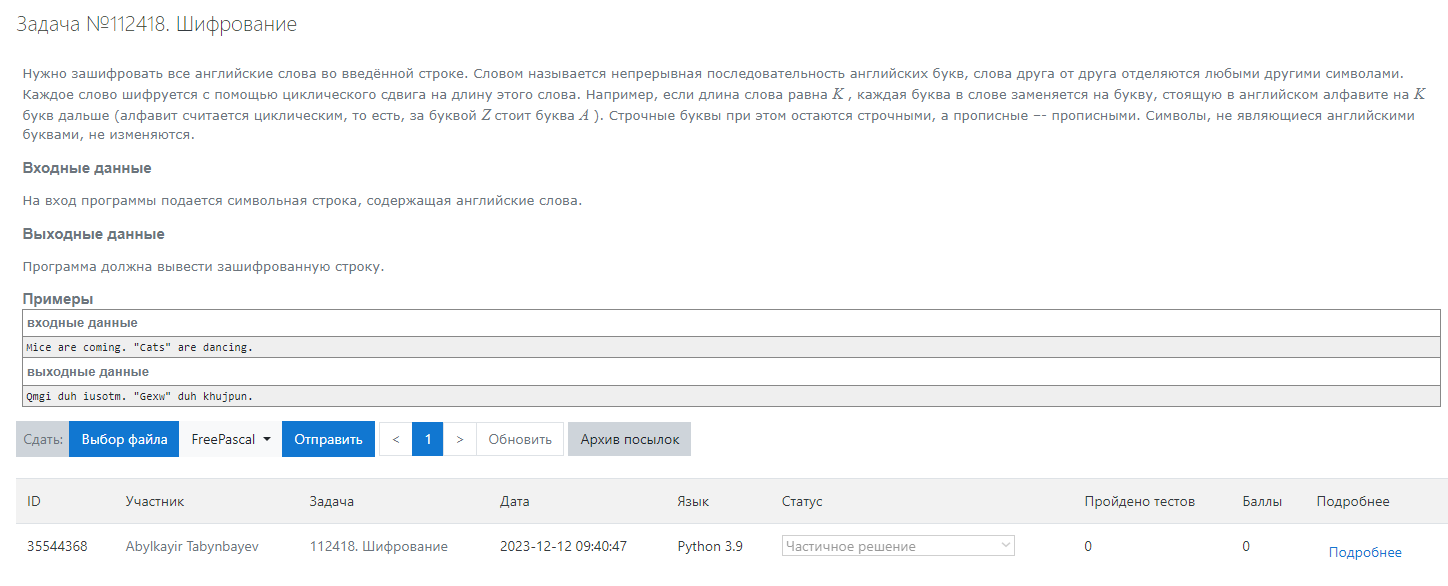 Задача №112418. Шифрование
Нужно зашифровать все английские слова во введённой строке. Словом называется непрерывная последовательность английских букв, слова друга от друга отделяются любыми другими символами.
Каждое слово шифруется с помощью циклического сдвига на длину этого слова. Например, если длина слова равна K , каждая буква в слове заменяется на букву, стоящую в английском алфавите на K
букв дальше (алфавит считается циклическим, то есть, за буквой Z стоит буква A ). Строчные буквы при этом остаются строчными, а прописные –- прописными. Символы, не являющиеся английскими
буквами, не изменяются.
Входные данные
На вход программы подается символьная строка, содержащая английские слова.
Выходные данные
Программа должна вывести зашифрованную строку.
Примеры
входные данные
Mice are coming. "Cats" are dancing.
выходные данные
Qmgi duh iusotm. "Gexw" duh khujpun.
Сдать: Выбор файла FreePascal Отправить < 1 > Обновить Архив посылок
ID Участник Задача Дата Язык Статус Пройдено тестов Баллы Подробнее
35544368 Abylkayir Tabynbayev 112418. Шифрование 2023-12-12 09:40:47 Python 3.9 Частичное решение 0 0 Подробнее